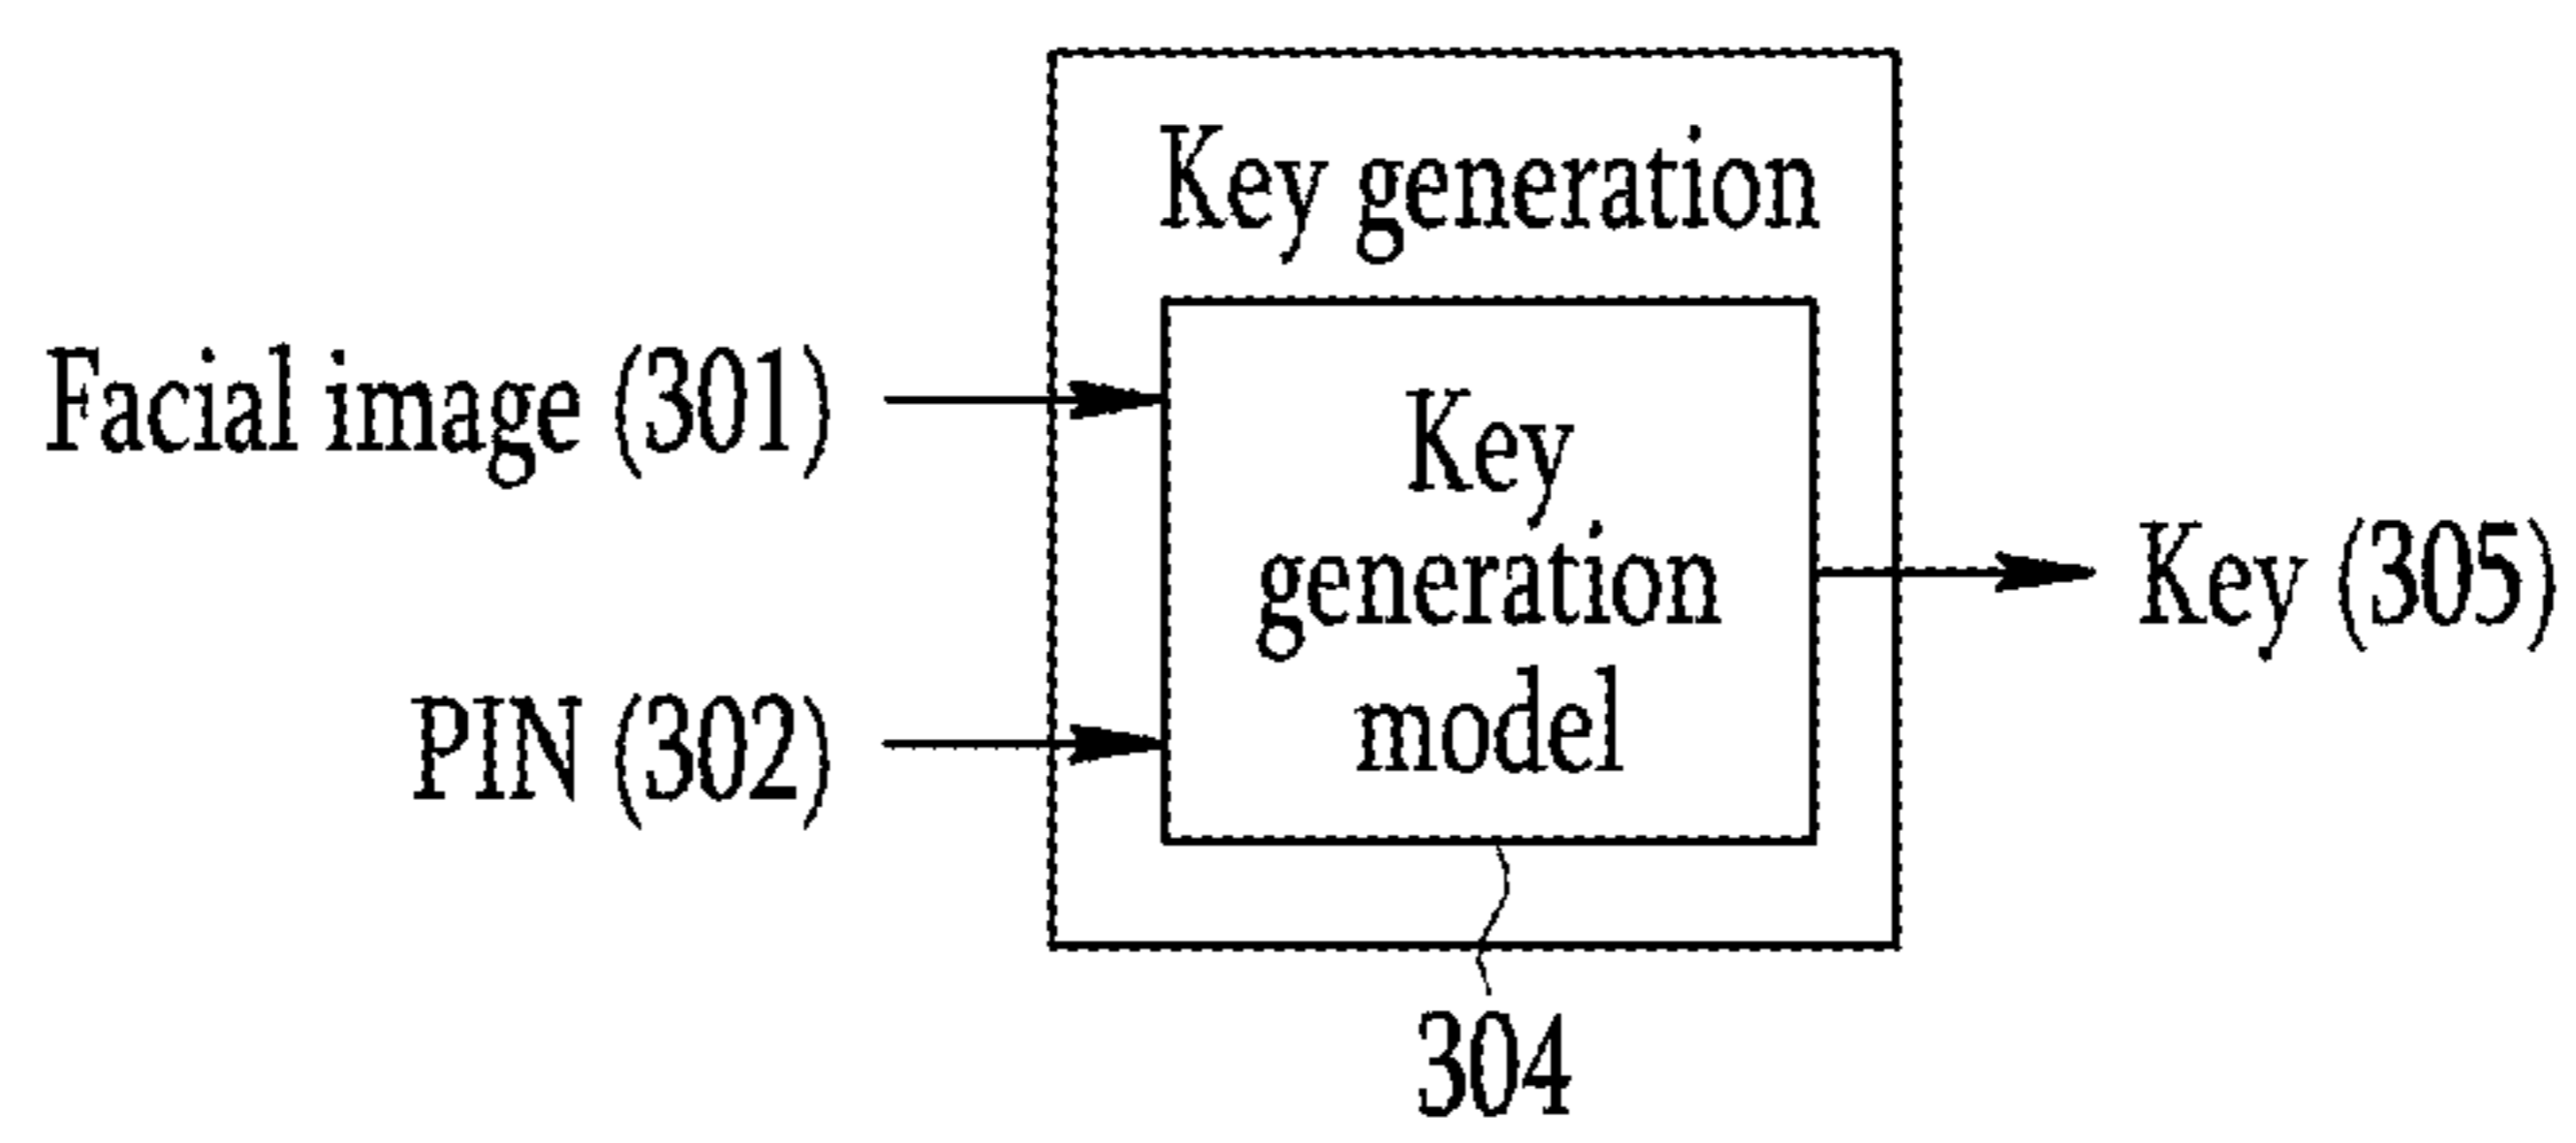 Key generation
Facial image (301)
Key
generation
model
PIN (302)
Key (305)
304